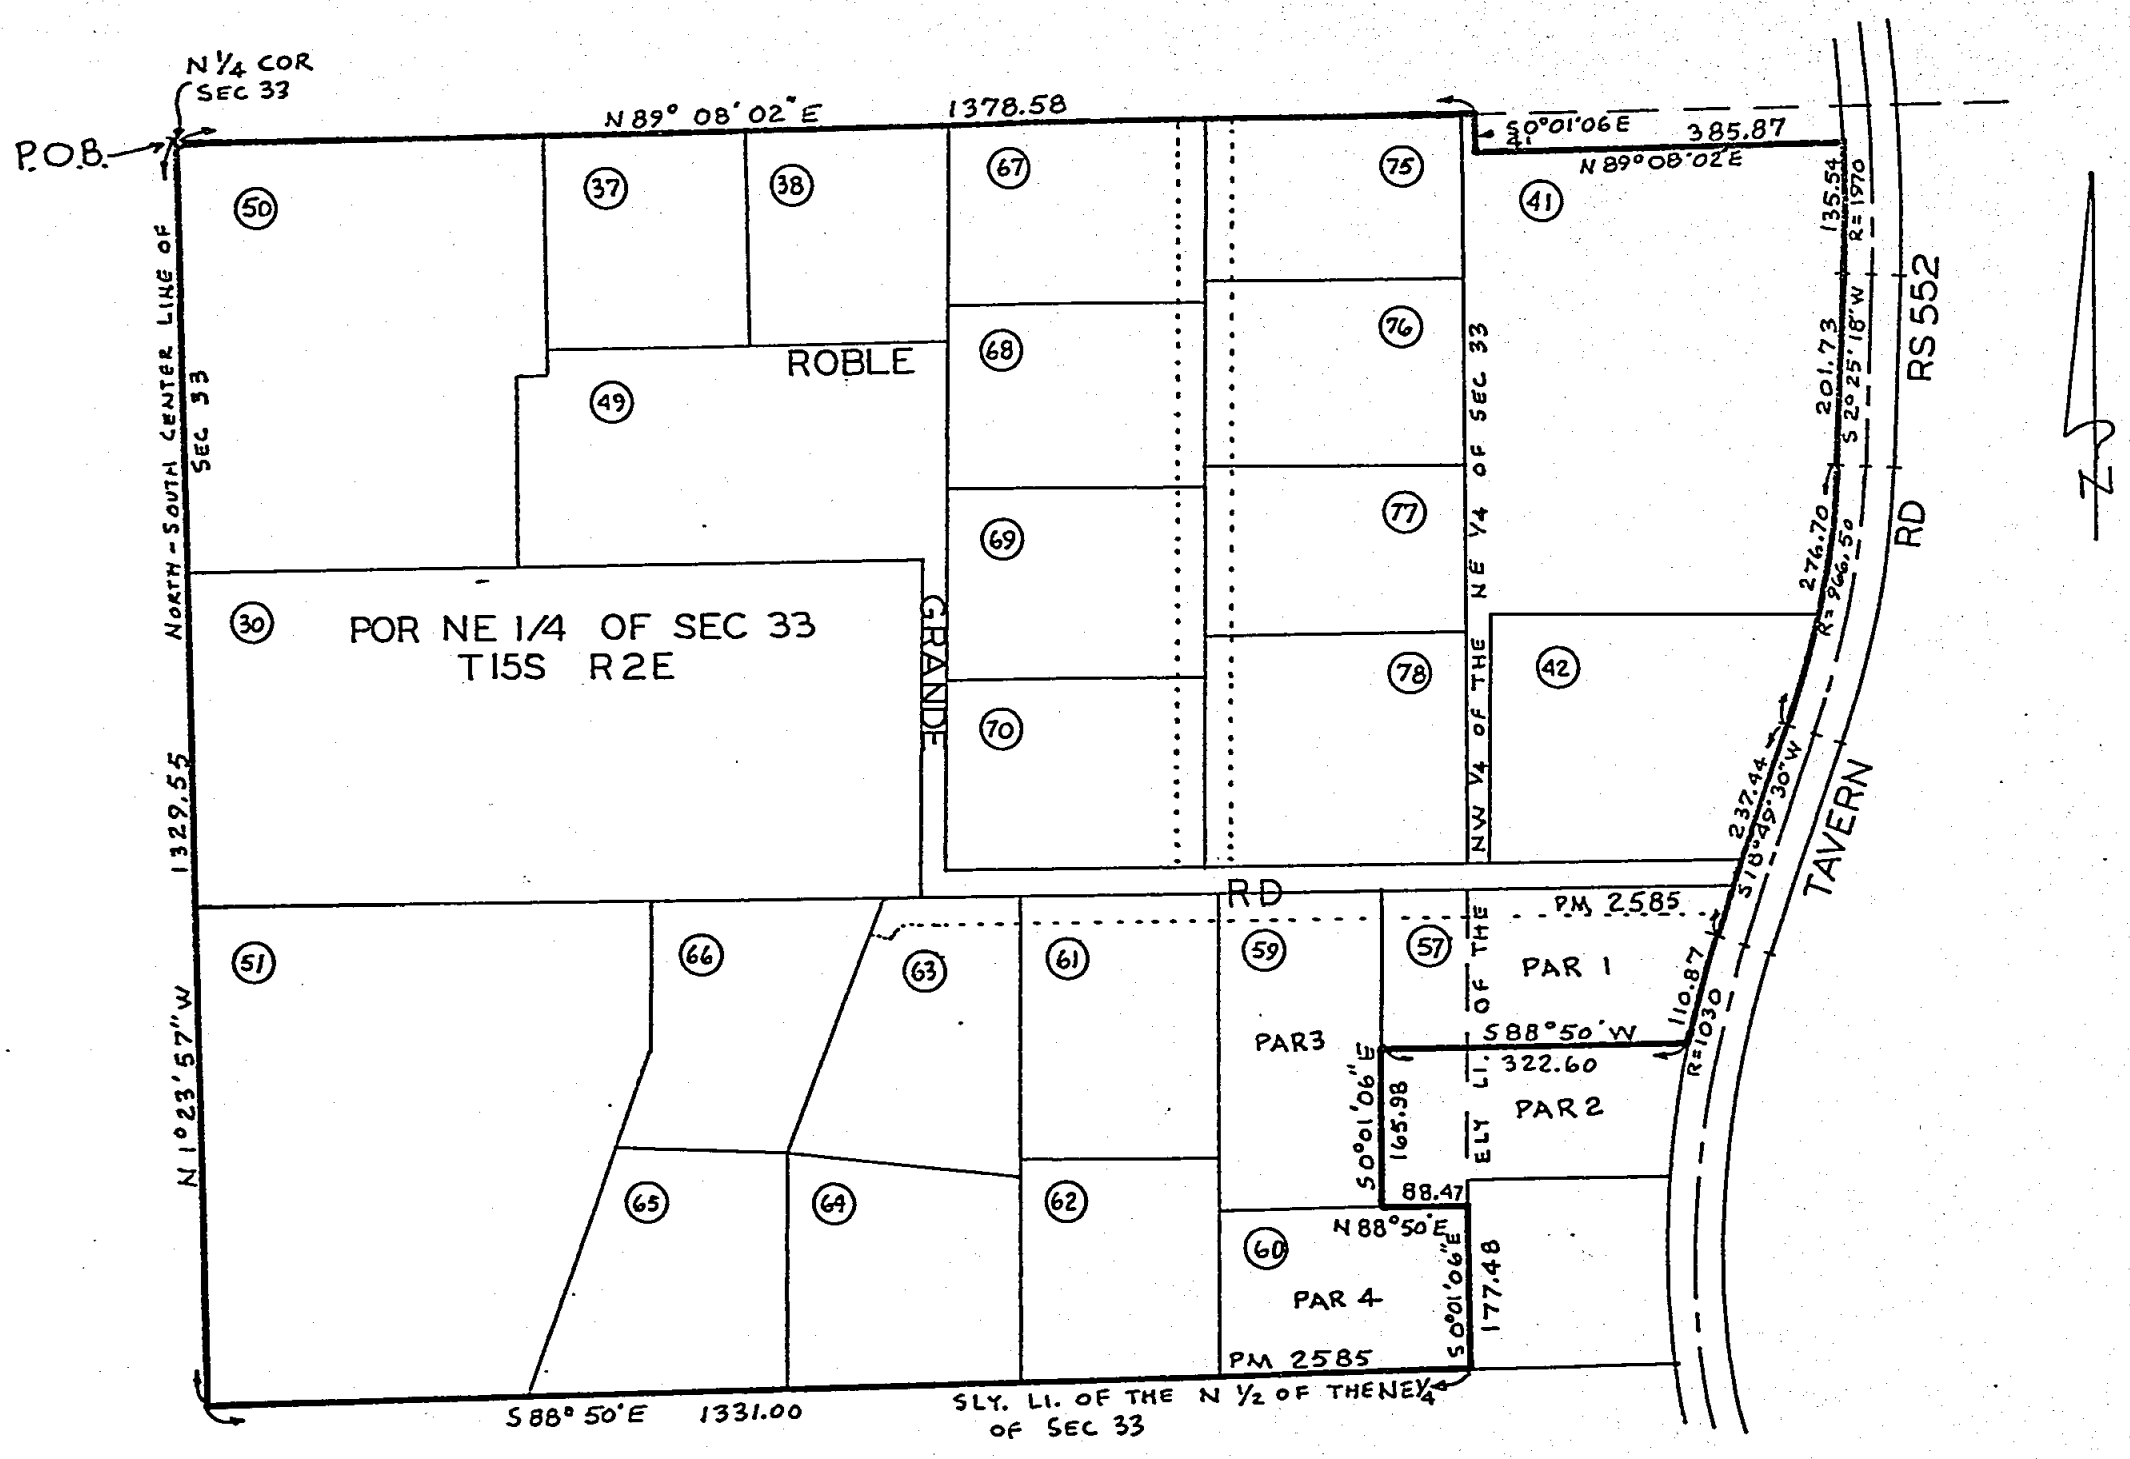 N 1/4 COR
SEC 33
P.O.B.
N 89° 08' 02" E
1378.58
S 0°01'06 E
41
385.87
N 89°08'02"E
50
37
38
67
75
41
135.54
R=1970
NORTH-SOUTH CENTER LINE OF
SEC 33
1329.55
N 1°23'57" W
ROBLE
68
76
49
201.73
S 2° 25' 18" W
RS 552
69
77
276.70
R=966.50
RD
30
POR NE 1/4 OF SEC 33
T15S R2E
GRANDE
70
78
42
NW 1/4 OF THE NE 1/4 OF SEC 33
ELY LI. OF THE
237.44
S 18°49'30" W
TAVERN
RD
PM 2585
51
66
63
61
59
57
PAR 1
110.87
R=1030
S 88° 50' W
322.60
PAR 3
S 0°01'06" E
165.98
PAR 2
65
64
62
88.47
N 88°50'E
60
PAR 4
S 0°01'06"E
177.48
PM 2585
S 88° 50' E
1331.00
SLY. LI. OF THE N 1/2 OF THE NE 1/4
OF SEC 33
N